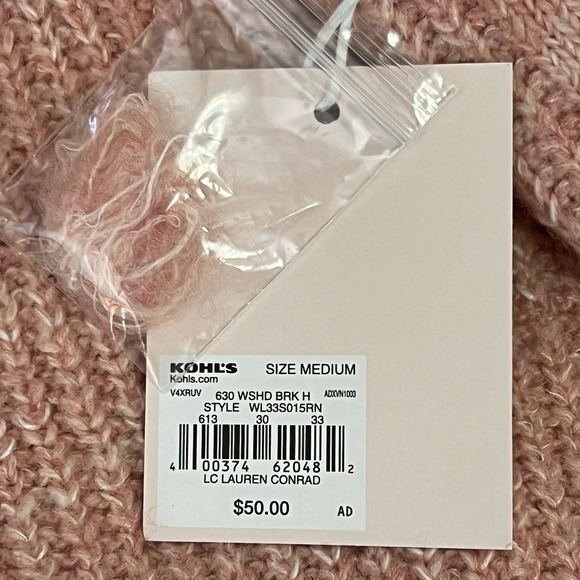 KOHL'S SIZE MEDIUM
Kohls.com
V4XRUV 630 WSHD BRK H ADXVN1003
STYLE WL33S015RN
613 30 33
4 00374 62048 2
LC LAUREN CONRAD
$50.00 AD